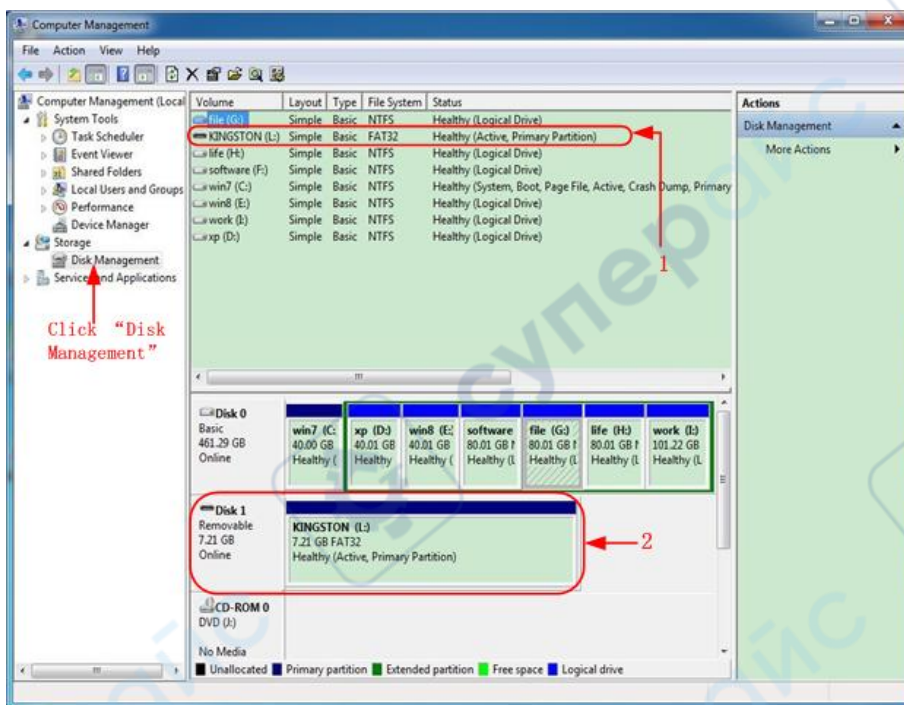 Computer Management
File Action View Help
Computer Management (Local
System Tools
Task Scheduler
Event Viewer
Shared Folders
Local Users and Groups
Performance
Device Manager
Storage
Disk Management
Services and Applications
Click “Disk
Management”
Volume Layout Type File System Status
file (G:) Simple Basic NTFS Healthy (Logical Drive)
KINGSTON (L:) Simple Basic FAT32 Healthy (Active, Primary Partition)
life (H:) Simple Basic NTFS Healthy (Logical Drive)
software (F:) Simple Basic NTFS Healthy (Logical Drive)
win7 (C:) Simple Basic NTFS Healthy (System, Boot, Page File, Active, Crash Dump, Primary
win8 (E:) Simple Basic NTFS Healthy (Logical Drive)
work (I:) Simple Basic NTFS Healthy (Logical Drive)
xp (D:) Simple Basic NTFS Healthy (Logical Drive)
1
Actions
Disk Management
More Actions
Disk 0
Basic
461.29 GB
Online
win7 (C:
40.00 GB
Healthy (
xp (D:)
40.01 GB
Healthy
win8 (E:
40.01 GB
Healthy (
software
80.01 GB
Healthy (L
file (G:)
80.01 GB
Healthy (L
life (H:)
80.01 GB
Healthy (L
work (I:)
101.22 GB
Healthy (L
Disk 1
Removable
7.21 GB
Online
KINGSTON (L:)
7.21 GB FAT32
Healthy (Active, Primary Partition)
2
CD-ROM 0
DVD (J:)
No Media
Unallocated Primary partition Extended partition Free space Logical drive
суперайс